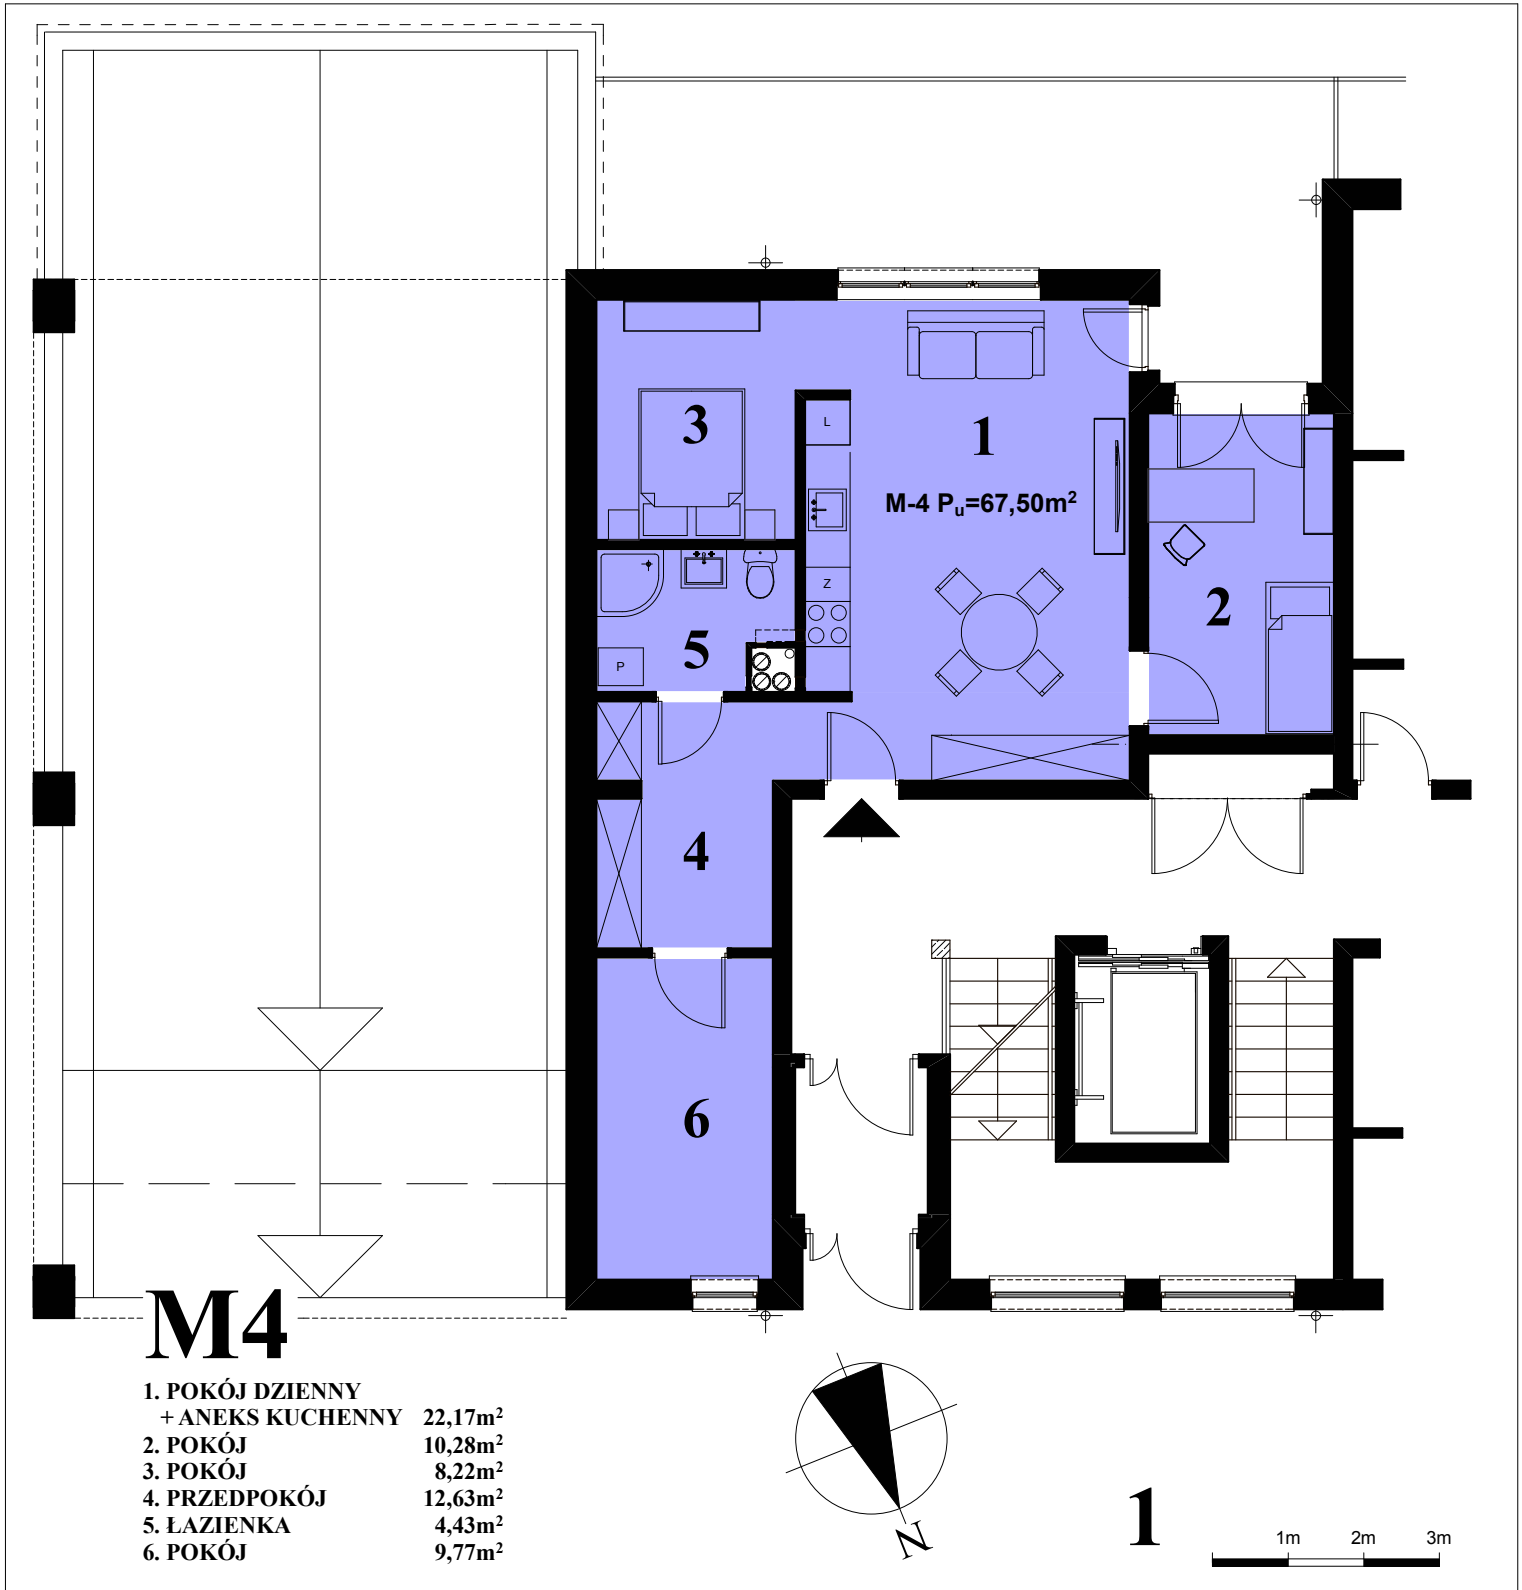 3
L
1
M-4 Pu=67,50m²
Z
2
5
P
4
6
M4
1. POKÓJ DZIENNY
+ ANEKS KUCHENNY 22,17m²
2. POKÓJ 10,28m²
3. POKÓJ 8,22m²
4. PRZEDPOKÓJ 12,63m²
5. ŁAZIENKA 4,43m²
6. POKÓJ 9,77m²
N
1
1m 2m 3m